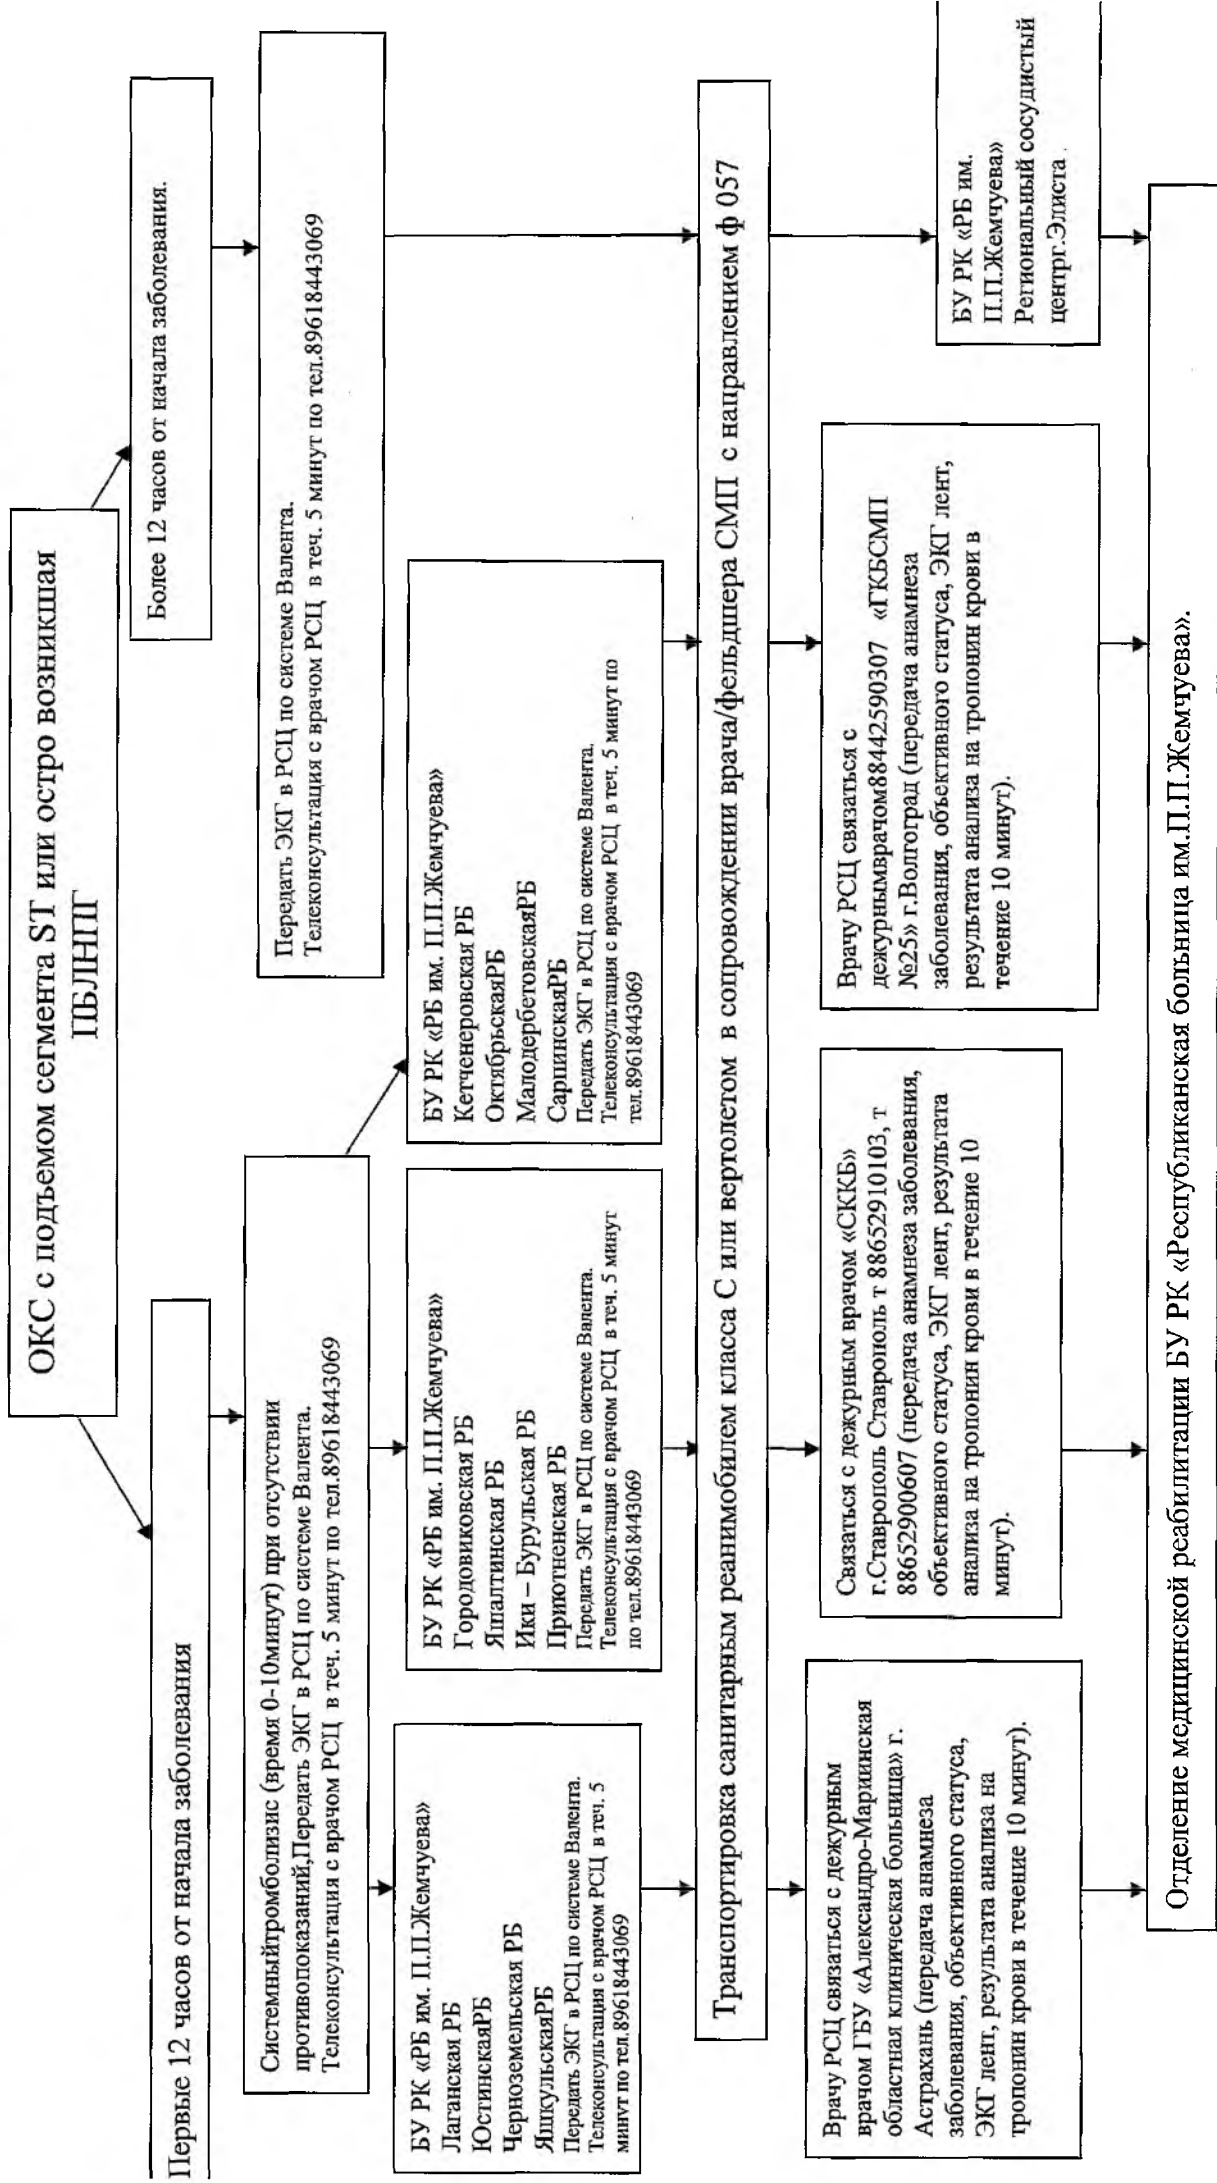 ОКС с подъемом сегмента ST или остро возникшая
ПБЛНПГ
Первые 12 часов от начала заболевания
Более 12 часов от начала заболевания.
Системныйтромболизис (время 0-10минут) при отсутствии
противопоказаний,Передать ЭКГ в РСЦ по системе Валента.
Телеконсультация с врачом РСЦ в теч. 5 минут по тел.89618443069
Передать ЭКГ в РСЦ по системе Валента.
Телеконсультация с врачом РСЦ в теч. 5 минут по тел.89618443069
БУ РК «РБ им. П.П.Жемчуева»
Лаганская РБ
ЮстинскаяРБ
Черноземельская РБ
ЯшкульскаяРБ
Передать ЭКГ в РСЦ по системе Валента.
Телеконсультация с врачом РСЦ в теч. 5
минут по тел.89618443069
БУ РК «РБ им. П.П.Жемчуева»
Городовиковская РБ
Яшалтинская РБ
Ики – Бурульская РБ
Приютненская РБ
Передать ЭКГ в РСЦ по системе Валента.
Телеконсультация с врачом РСЦ в теч. 5 минут
по тел.89618443069
БУ РК «РБ им. П.П.Жемчуева»
Кетченеровская РБ
ОктябрьскаяРБ
МалодербетовскаяРБ
СарпинскаяРБ
Передать ЭКГ в РСЦ по системе Валента.
Телеконсультация с врачом РСЦ в теч. 5 минут по
тел.89618443069
Транспортировка санитарным реанимобилем класса С или вертолетом в сопровождении врача/фельдшера СМП с направлением ф 057
Врачу РСЦ связаться с дежурным
врачом ГБУ «Александро-Мариинская
областная клиническая больница» г.
Астрахань (передача анамнеза
заболевания, объективного статуса,
ЭКГ лент, результата анализа на
тропонин крови в течение 10 минут).
Связаться с дежурным врачом «СККБ»
г.Ставрополь Ставрополь т 88652910103, т
88652900607 (передача анамнеза заболевания,
объективного статуса, ЭКГ лент, результата
анализа на тропонин крови в течение 10
минут).
Врачу РСЦ связаться с
дежурнымврачом88442590307 «ГКБСМП
№25» г.Волгоград (передача анамнеза
заболевания, объективного статуса, ЭКГ лент,
результата анализа на тропонин крови в
течение 10 минут).
БУ РК «РБ им.
П.П.Жемчуева»
Региональный сосудистый
центрг.Элиста .
Отделение медицинской реабилитации БУ РК «Республиканская больница им.П.П.Жемчуева».